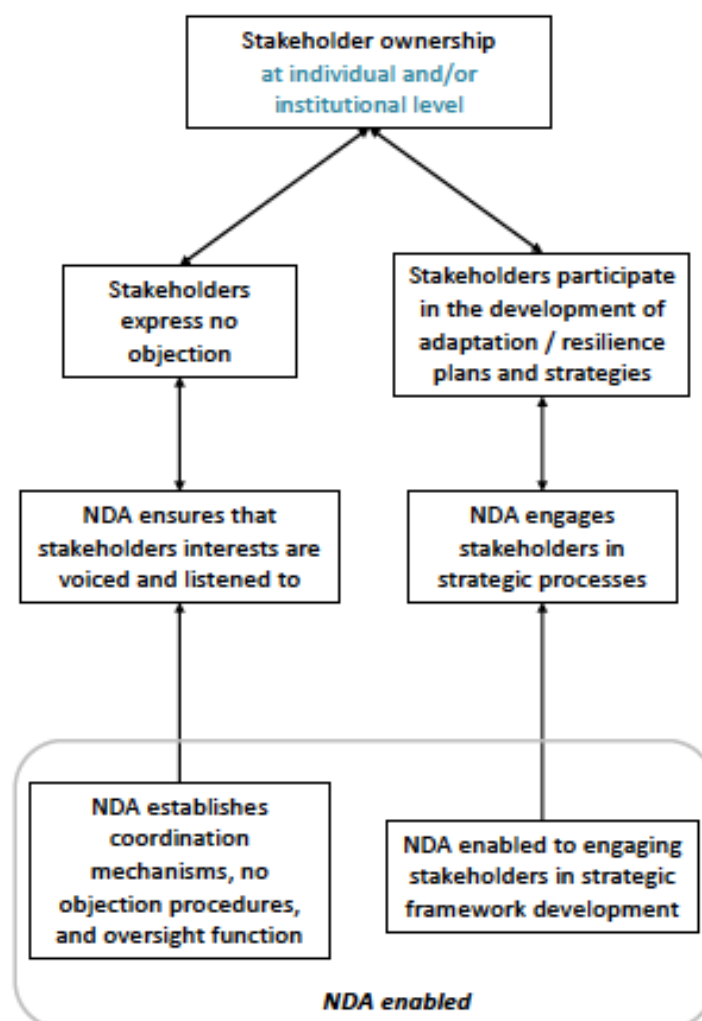 Stakeholder ownership
at individual and/or
institutional level
Stakeholders
express no
objection
Stakeholders participate
in the development of
adaptation / resilience
plans and strategies
NDA ensures that
stakeholders interests are
voiced and listened to
NDA engages
stakeholders in
strategic processes
NDA establishes
coordination
mechanisms, no
objection procedures,
and oversight function
NDA enabled to engaging
stakeholders in strategic
framework development
NDA enabled